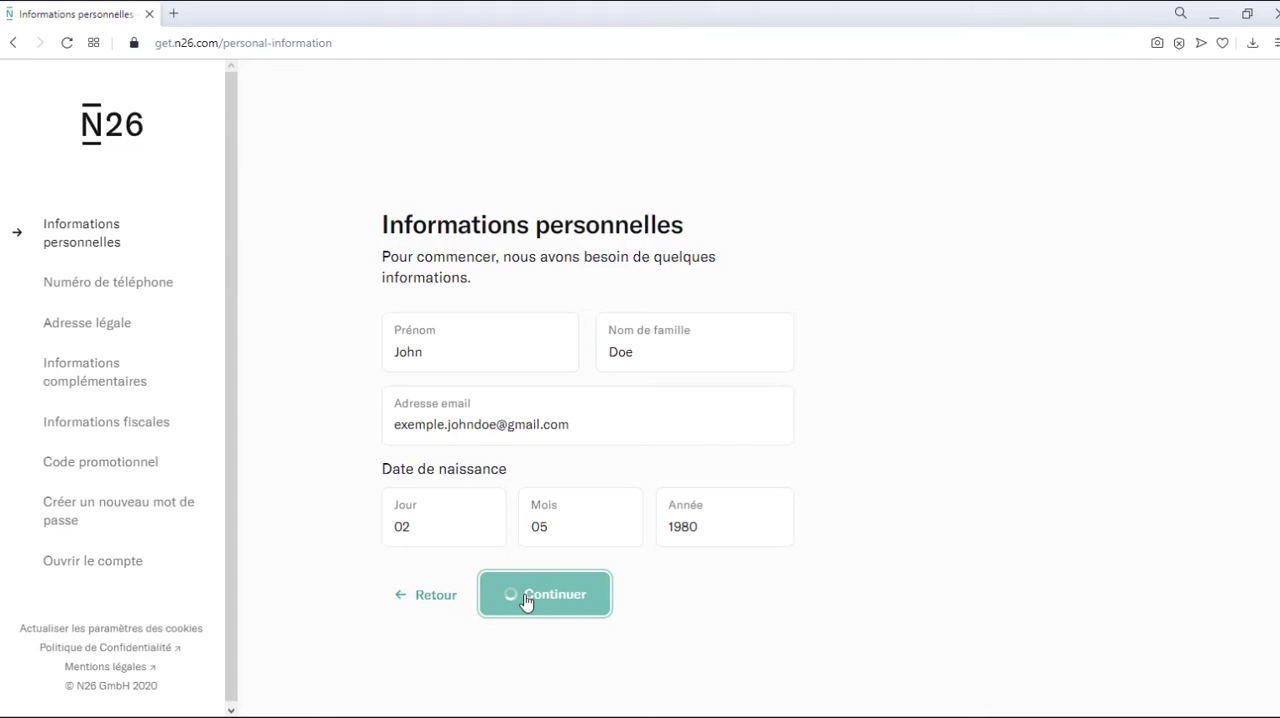 Informations personnelles
get.n26.com/personal-information
N26
Informations
personnelles
Numéro de téléphone
Adresse légale
Informations
complémentaires
Informations fiscales
Code promotionnel
Créer un nouveau mot de
passe
Ouvrir le compte
Actualiser les paramètres des cookies
Politique de Confidentialité
Mentions légales
© N26 GmbH 2020
Informations personnelles
Pour commencer, nous avons besoin de quelques
informations.
Prénom
John
Nom de famille
Doe
Adresse email
exemple.johndoe@gmail.com
Date de naissance
Jour
02
Mois
05
Année
1980
Retour
Continuer